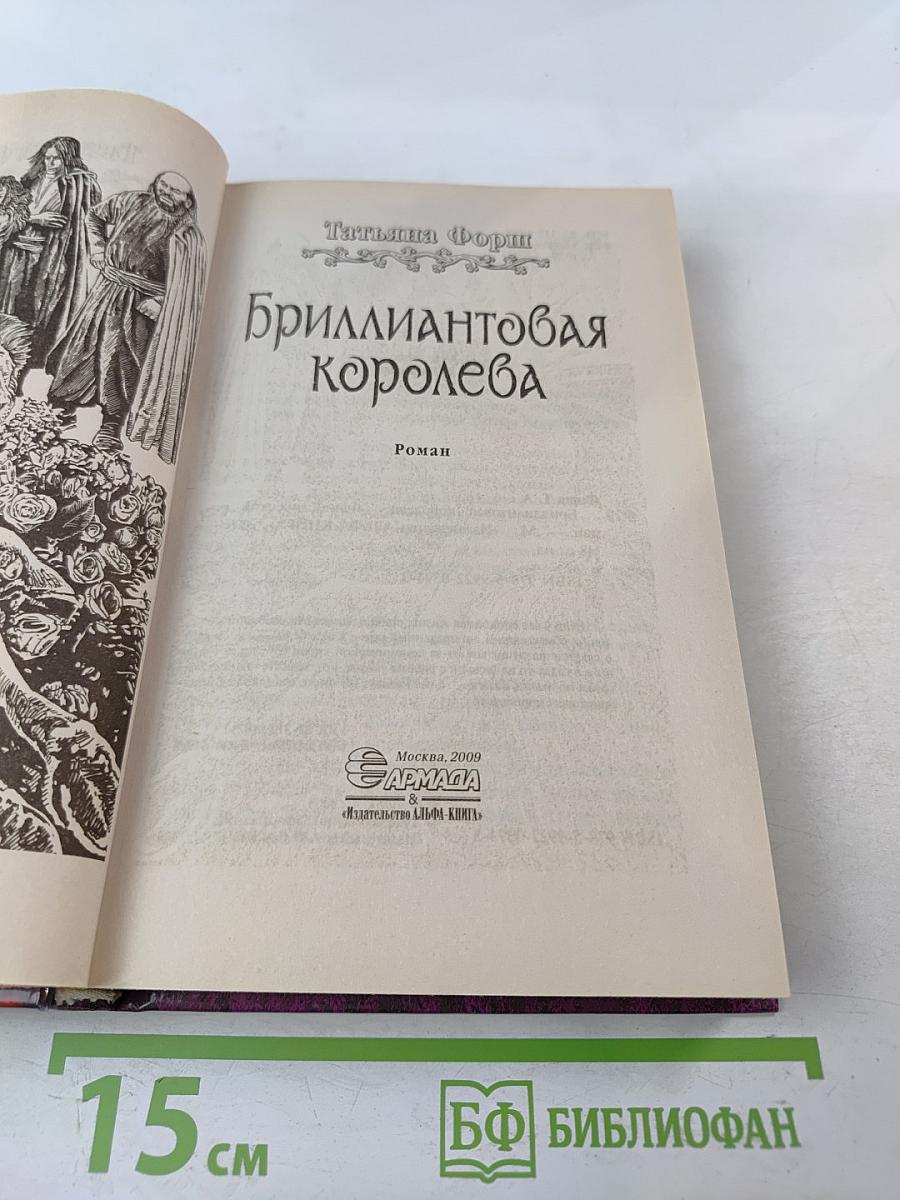 Татьяна Форш
Бриллиантовая
королева
Роман
Москва, 2009
АРМАДА
&
«Издательство АЛЬФА-КНИГА»
15 см
БФ БИБЛИОФАН